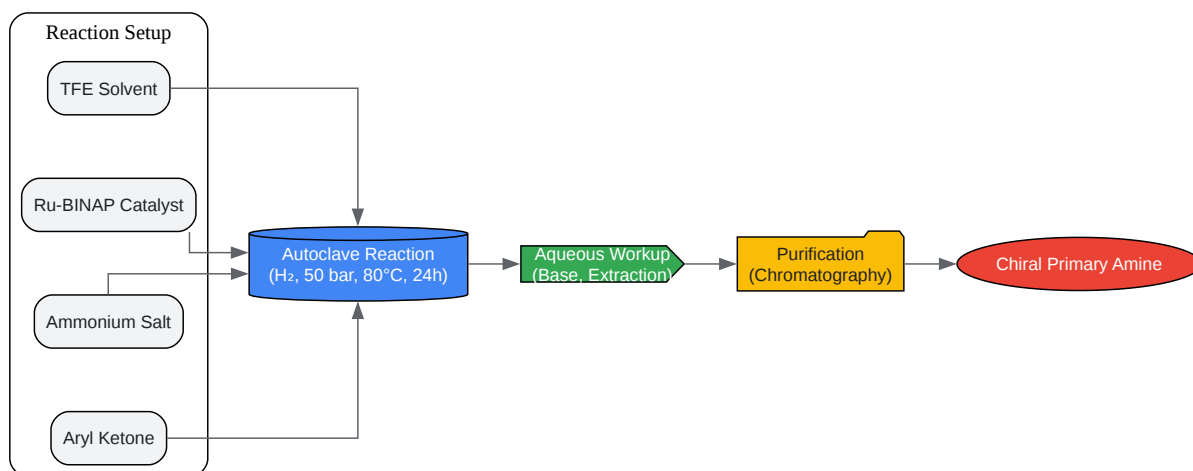 Reaction Setup
TFE Solvent
Ru-BINAP Catalyst
Ammonium Salt
Aryl Ketone
Autoclave Reaction
(H₂, 50 bar, 80°C, 24h)
Aqueous Workup
(Base, Extraction)
Purification
(Chromatography)
Chiral Primary Amine